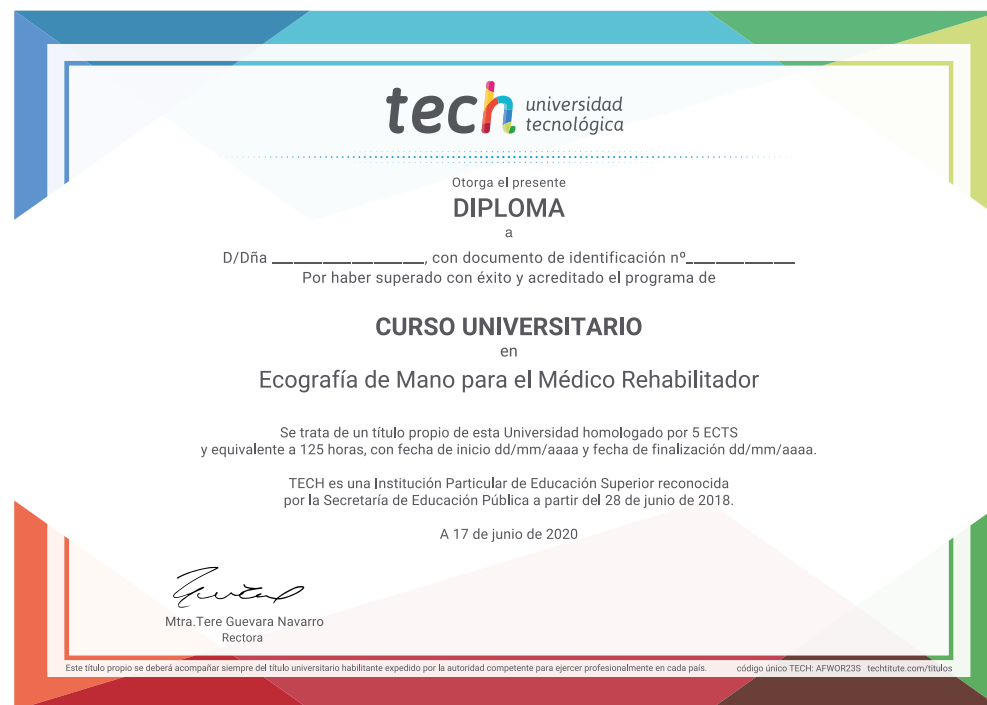 tech universidad
tecnológica
Otorga el presente
DIPLOMA
a
D/Dña ______________, con documento de identificación nº__________
Por haber superado con éxito y acreditado el programa de
CURSO UNIVERSITARIO
en
Ecografía de Mano para el Médico Rehabilitador
Se trata de un título propio de esta Universidad homologado por 5 ECTS
y equivalente a 125 horas, con fecha de inicio dd/mm/aaaa y fecha de finalización dd/mm/aaaa.
TECH es una Institución Particular de Educación Superior reconocida
por la Secretaría de Educación Pública a partir del 28 de junio de 2018.
A 17 de junio de 2020
Mtra.Tere Guevara Navarro
Rectora
Este título propio se deberá acompañar siempre del título universitario habilitante expedido por la autoridad competente para ejercer profesionalmente en cada país. código único TECH: AFWOR23S techtitute.com/titulos